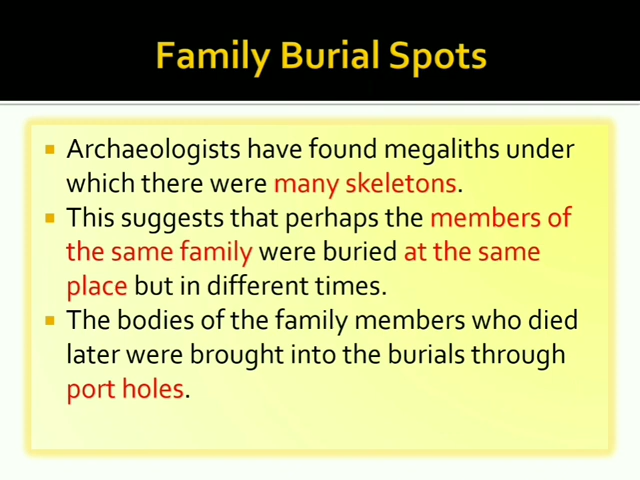 Family Burial Spots
Archaeologists have found megaliths under
which there were many skeletons.
This suggests that perhaps the members of
the same family were buried at the same
place but in different times.
The bodies of the family members who died
later were brought into the burials through
port holes.